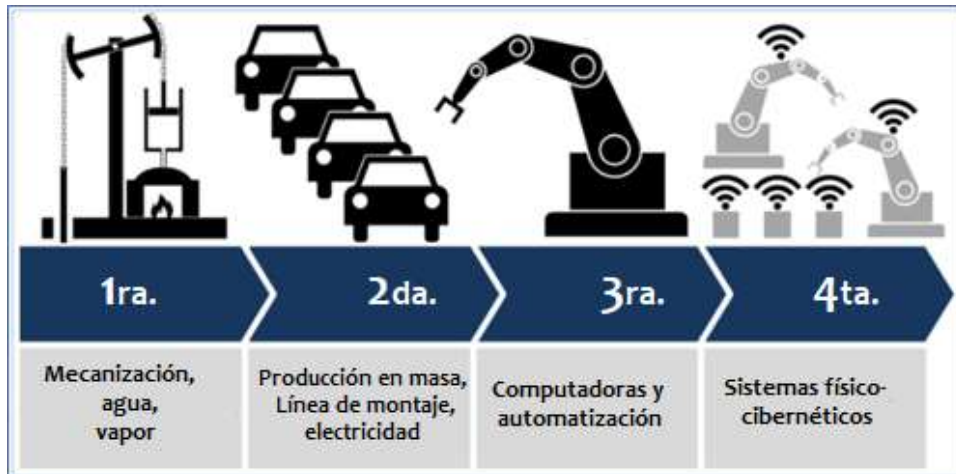 1ra.
2da.
3ra.
4ta.
Mecanización,
agua,
vapor
Producción en masa,
Línea de montaje,
electricidad
Computadoras y
automatización
Sistemas físico-
cibernéticos